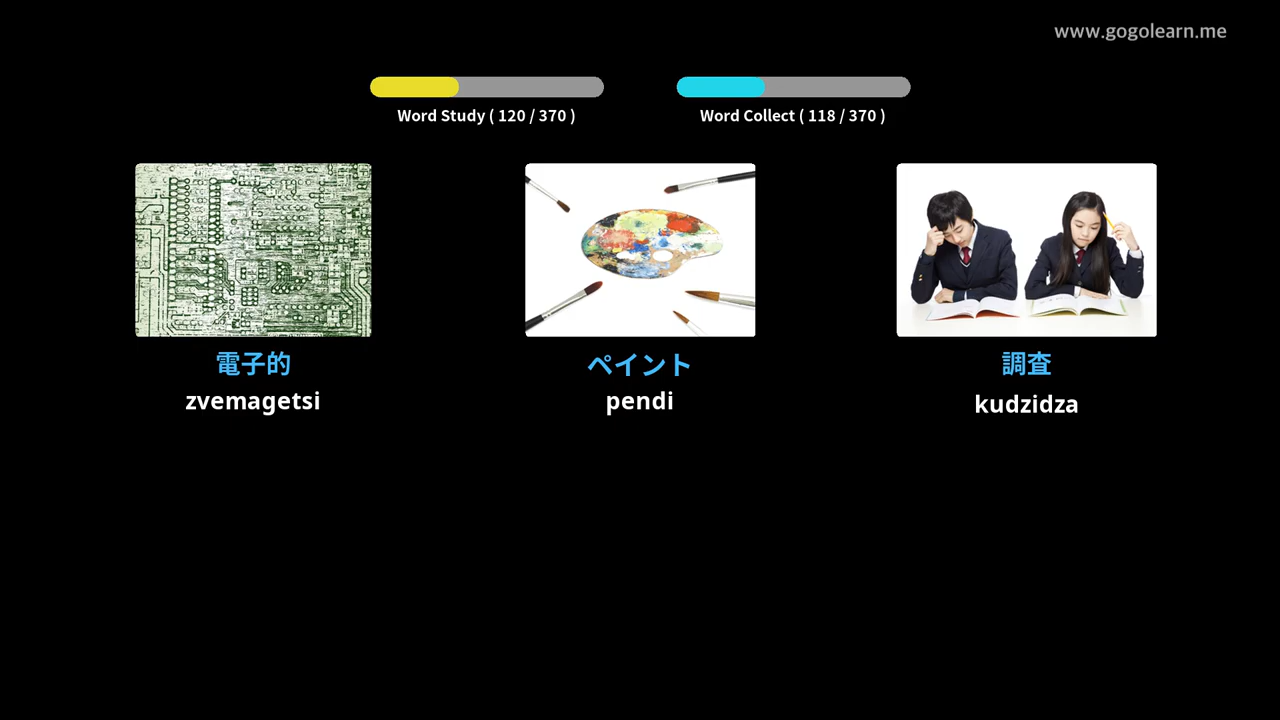 www.gogolearn.me
Word Study ( 120 / 370 )
Word Collect ( 118 / 370 )
電子的
ペイント
調査
zvemagetsi
pendi
kudzidza